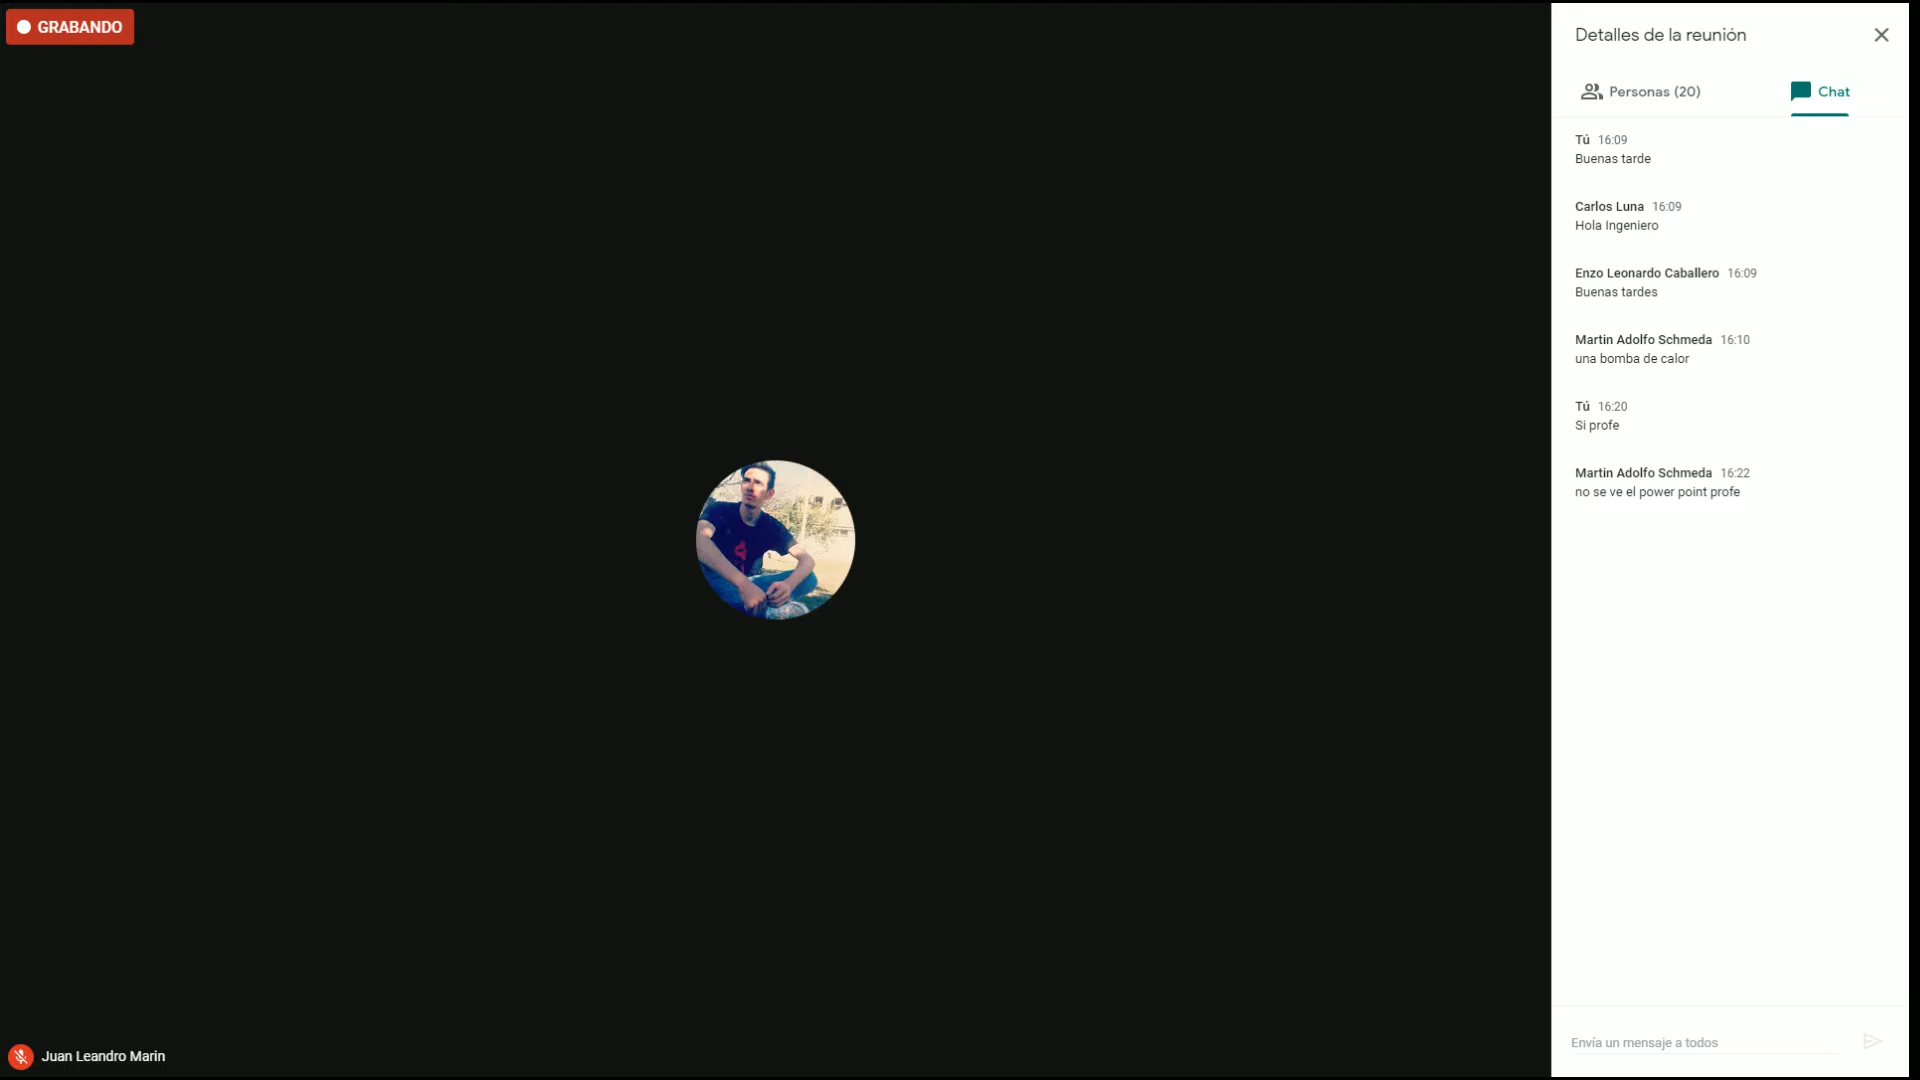 GRABANDO
Detalles de la reunión
Personas (20)
Chat
Tú 16:09
Buenas tarde
Carlos Luna 16:09
Hola Ingeniero
Enzo Leonardo Caballero 16:09
Buenas tardes
Martin Adolfo Schmeda 16:10
una bomba de calor
Tú 16:20
Si profe
Martin Adolfo Schmeda 16:22
no se ve el power point profe
Envía un mensaje a todos
Juan Leandro Marin